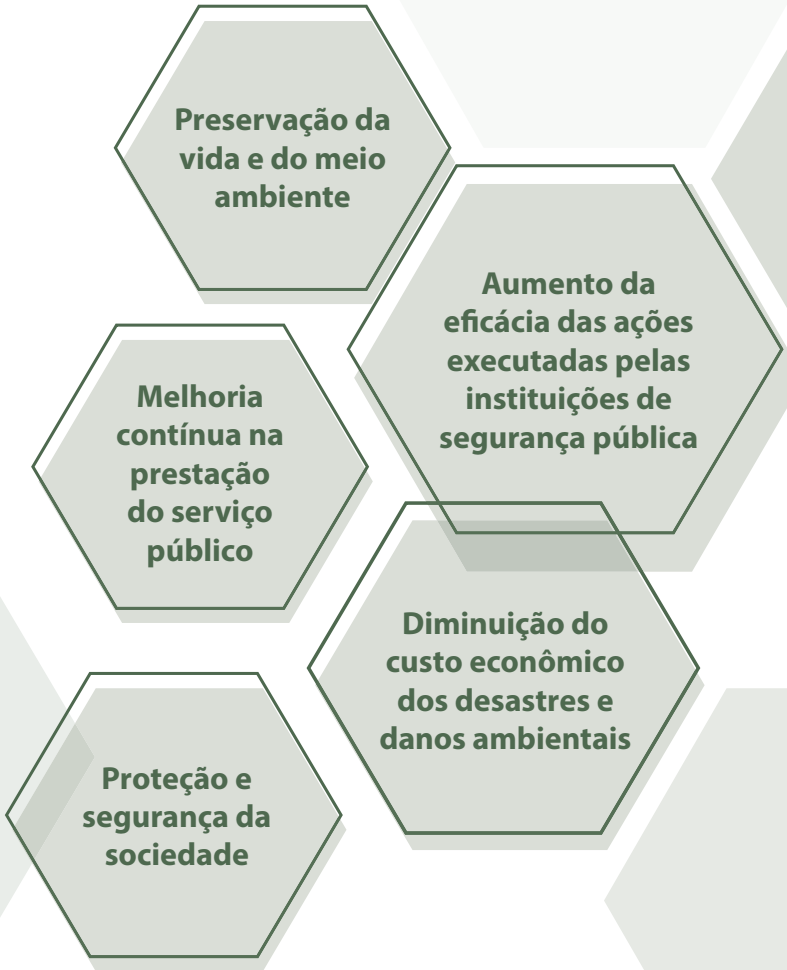 Preservação da
vida e do meio
ambiente
Aumento da
eficácia das ações
executadas pelas
instituições de
segurança pública
Melhoria
contínua na
prestação
do serviço
público
Diminuição do
custo econômico
dos desastres e
danos ambientais
Proteção e
segurança da
sociedade